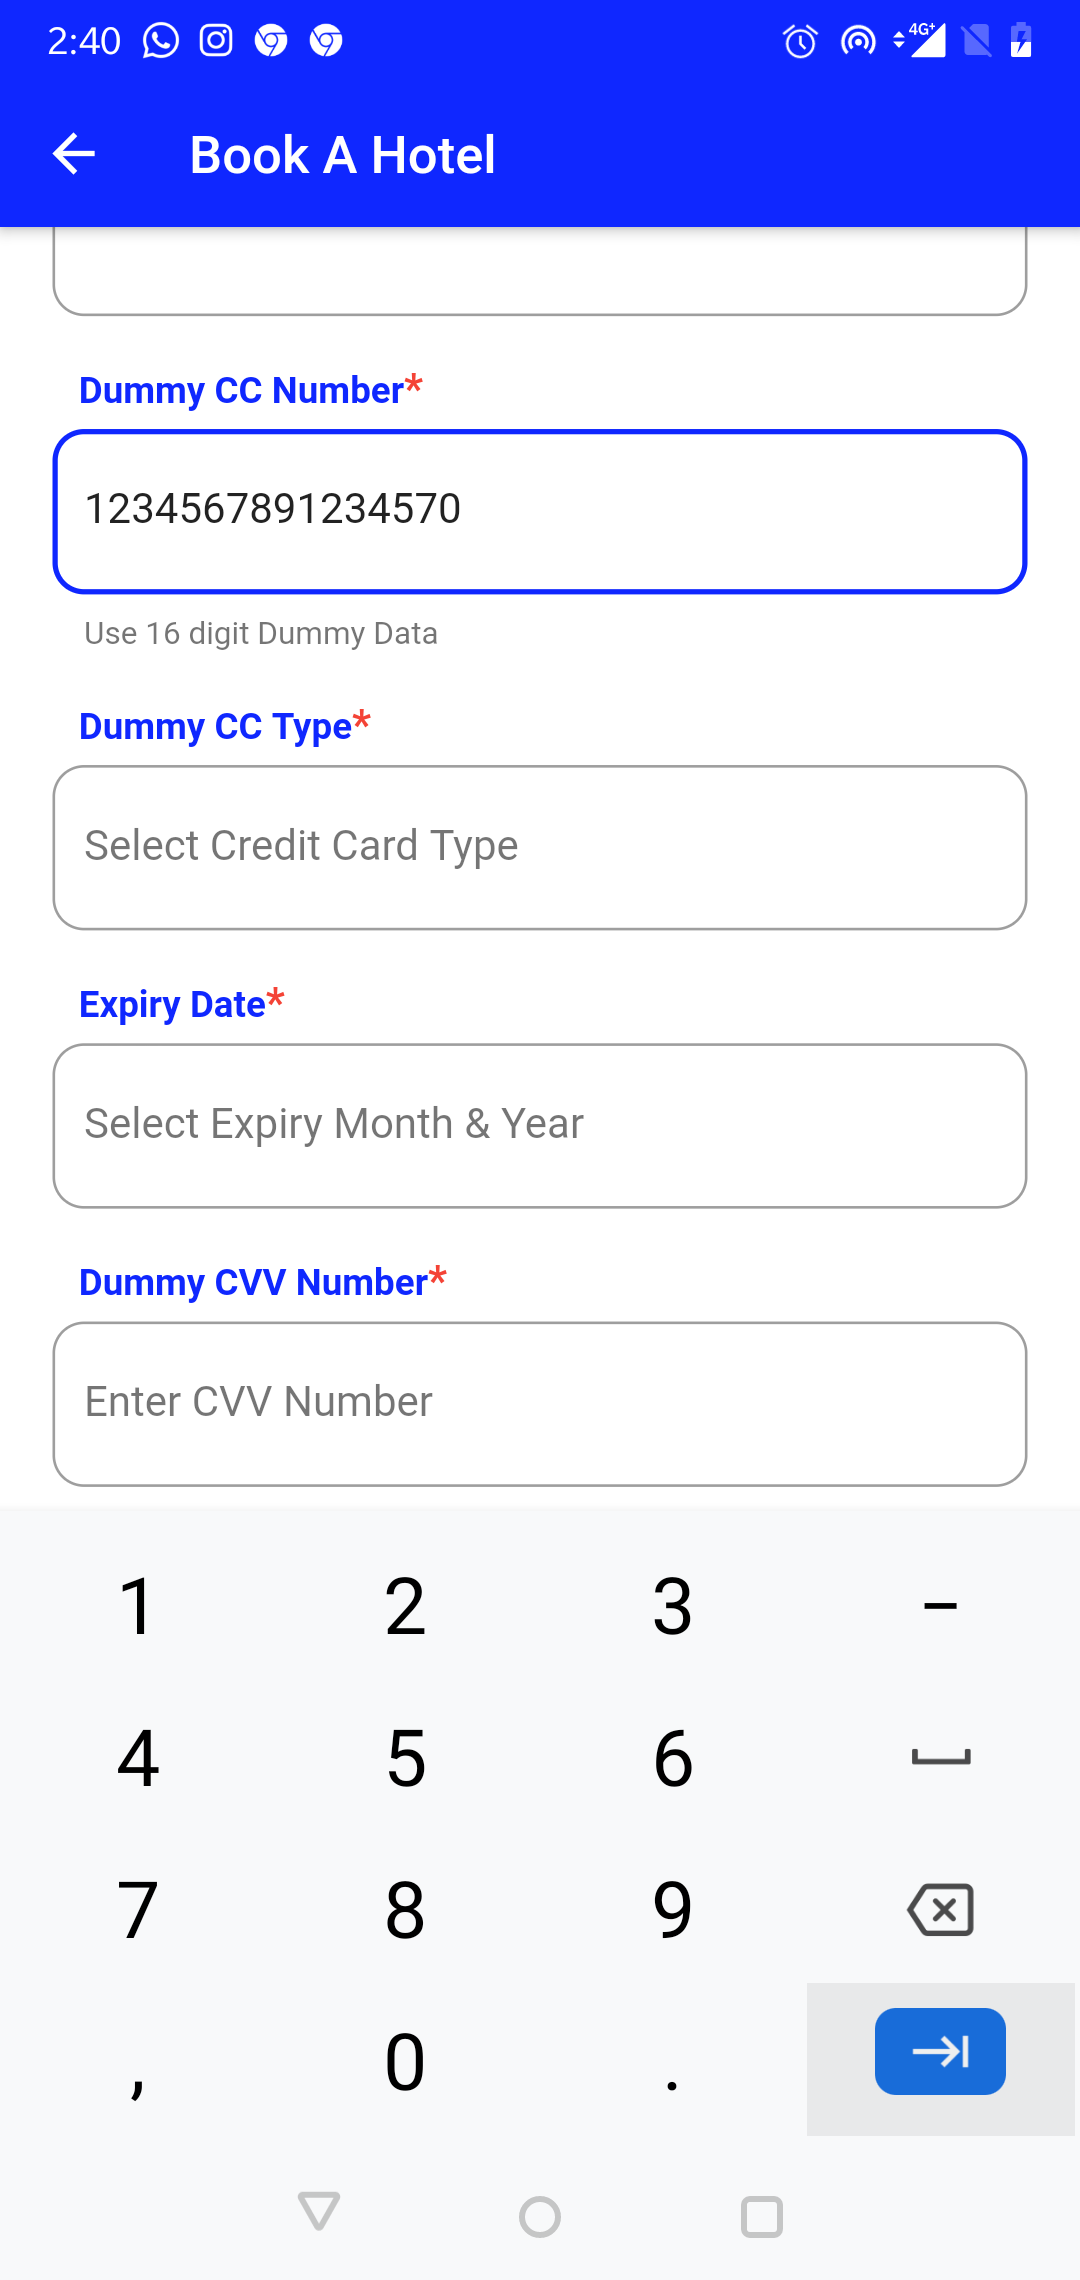 2:40 4G+
Book A Hotel
Dummy CC Number*
1234567891234570
Use 16 digit Dummy Data
Dummy CC Type*
Select Credit Card Type
Expiry Date*
Select Expiry Month & Year
Dummy CVV Number*
Enter CVV Number
1 2 3 –
4 5 6
7 8 9
, 0 .